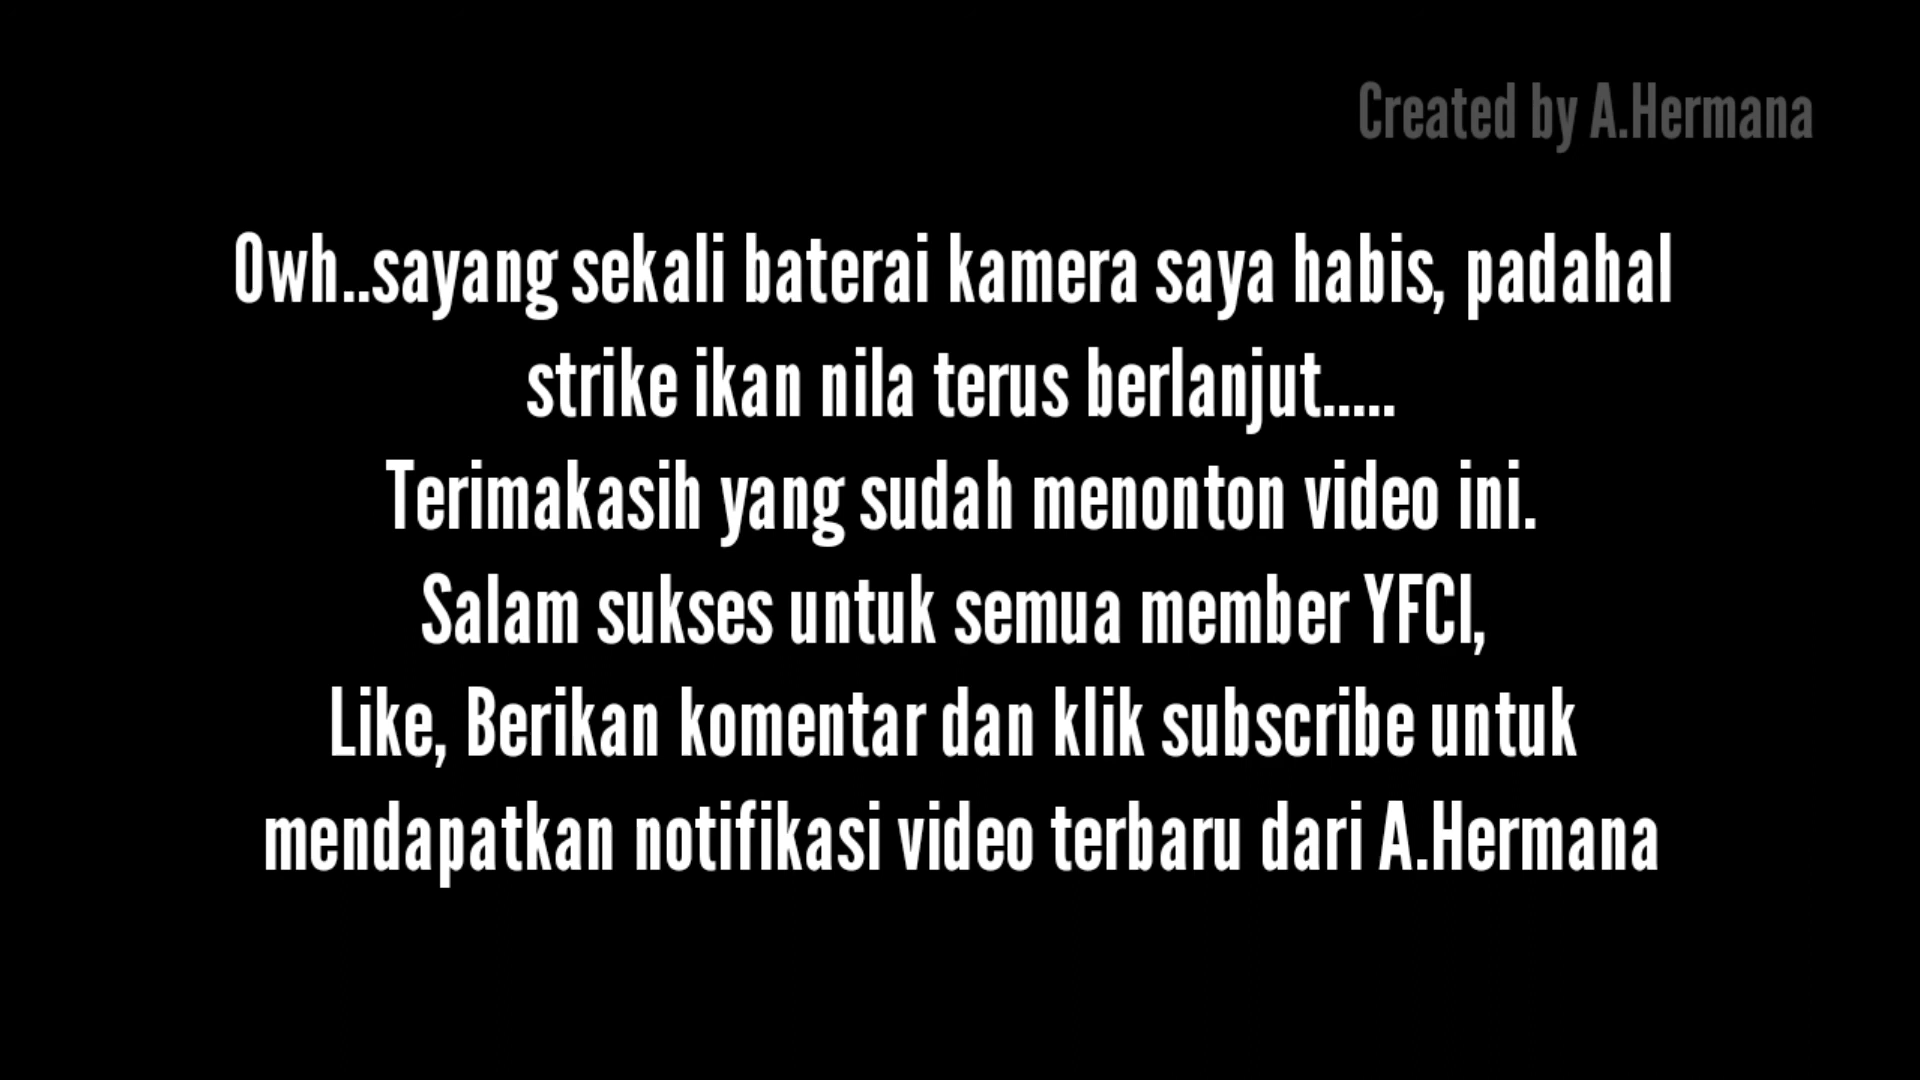 Created by A.Hermana
Owh..sayang sekali baterai kamera saya habis, padahal
strike ikan nila terus berlanjut.....
Terimakasih yang sudah menonton video ini.
Salam sukses untuk semua member YFCI,
Like, Berikan komentar dan klik subscribe untuk
mendapatkan notifikasi video terbaru dari A.Hermana